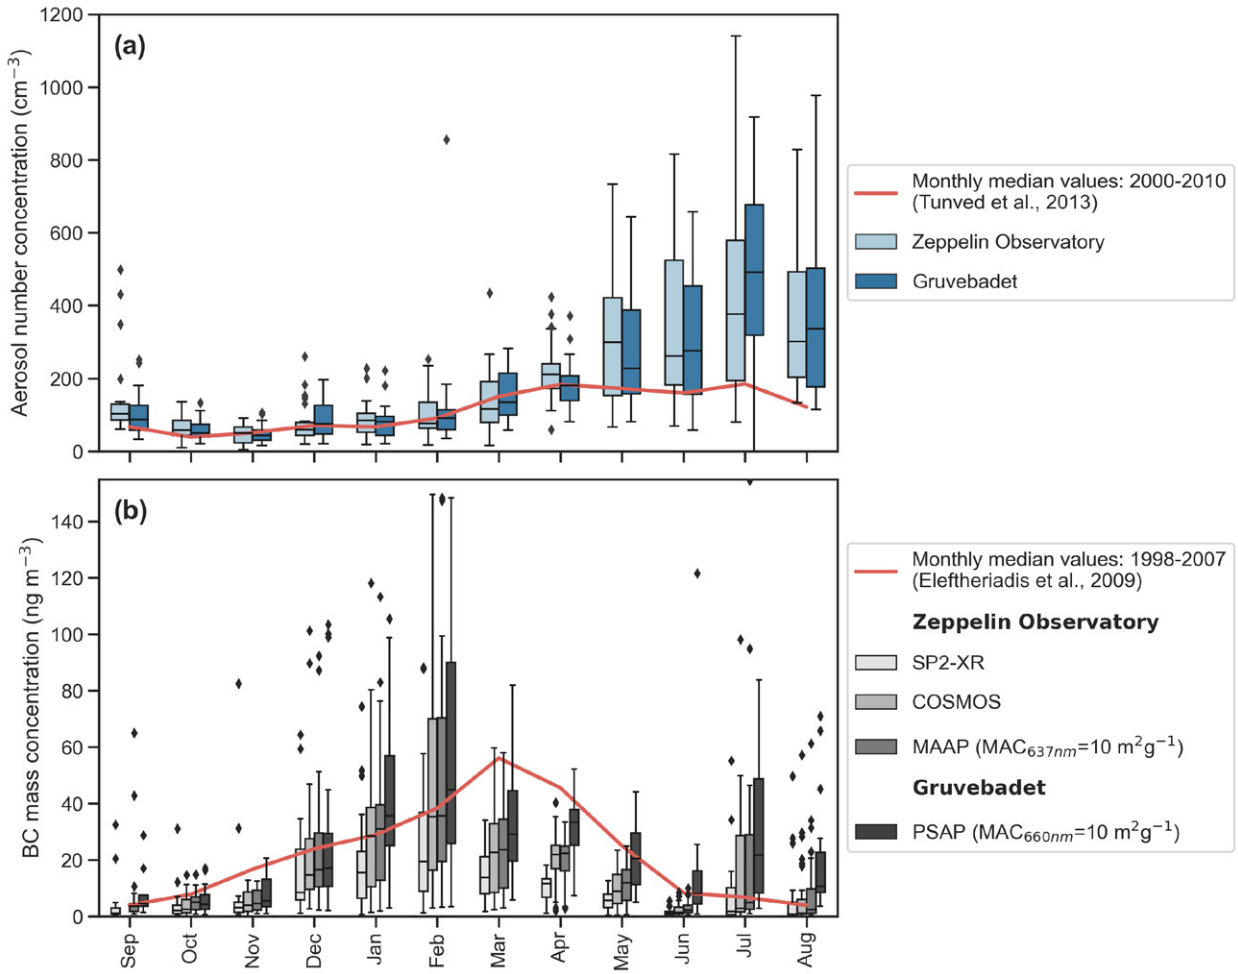 1200
1000
800
600
400
200
0
Aerosol number concentration (cm⁻³)
(a)
Monthly median values: 2000-2010
(Tunved et al., 2013)
Zeppelin Observatory
Gruvebadet
140
120
100
80
60
40
20
0
BC mass concentration (ng m⁻³)
(b)
Sep
Oct
Nov
Dec
Jan
Feb
Mar
Apr
May
Jun
Jul
Aug
Monthly median values: 1998-2007
(Eleftheriadis et al., 2009)
Zeppelin Observatory
SP2-XR
COSMOS
MAAP (MAC₆₃₇ₙₘ=10 m²g⁻¹)
Gruvebadet
PSAP (MAC₆₆₀ₙₘ=10 m²g⁻¹)